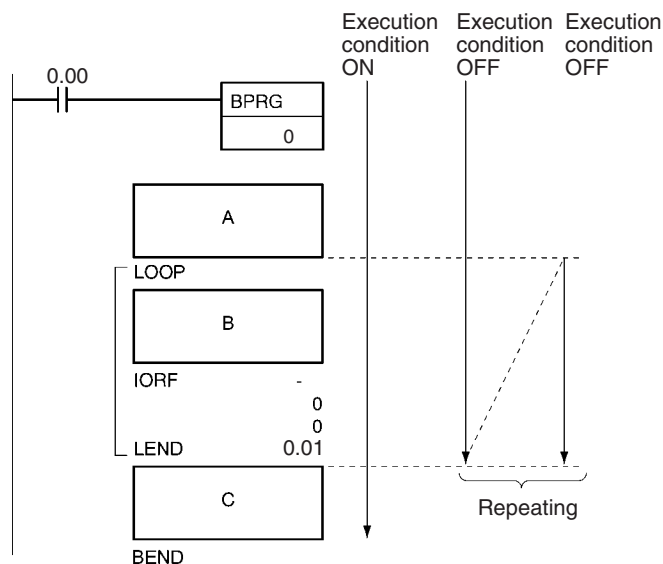 Execution condition ON
Execution condition OFF
Execution condition OFF
0.00
BPRG
0
A
LOOP
B
IORF -
0
0
LEND 0.01
C
BEND
Repeating